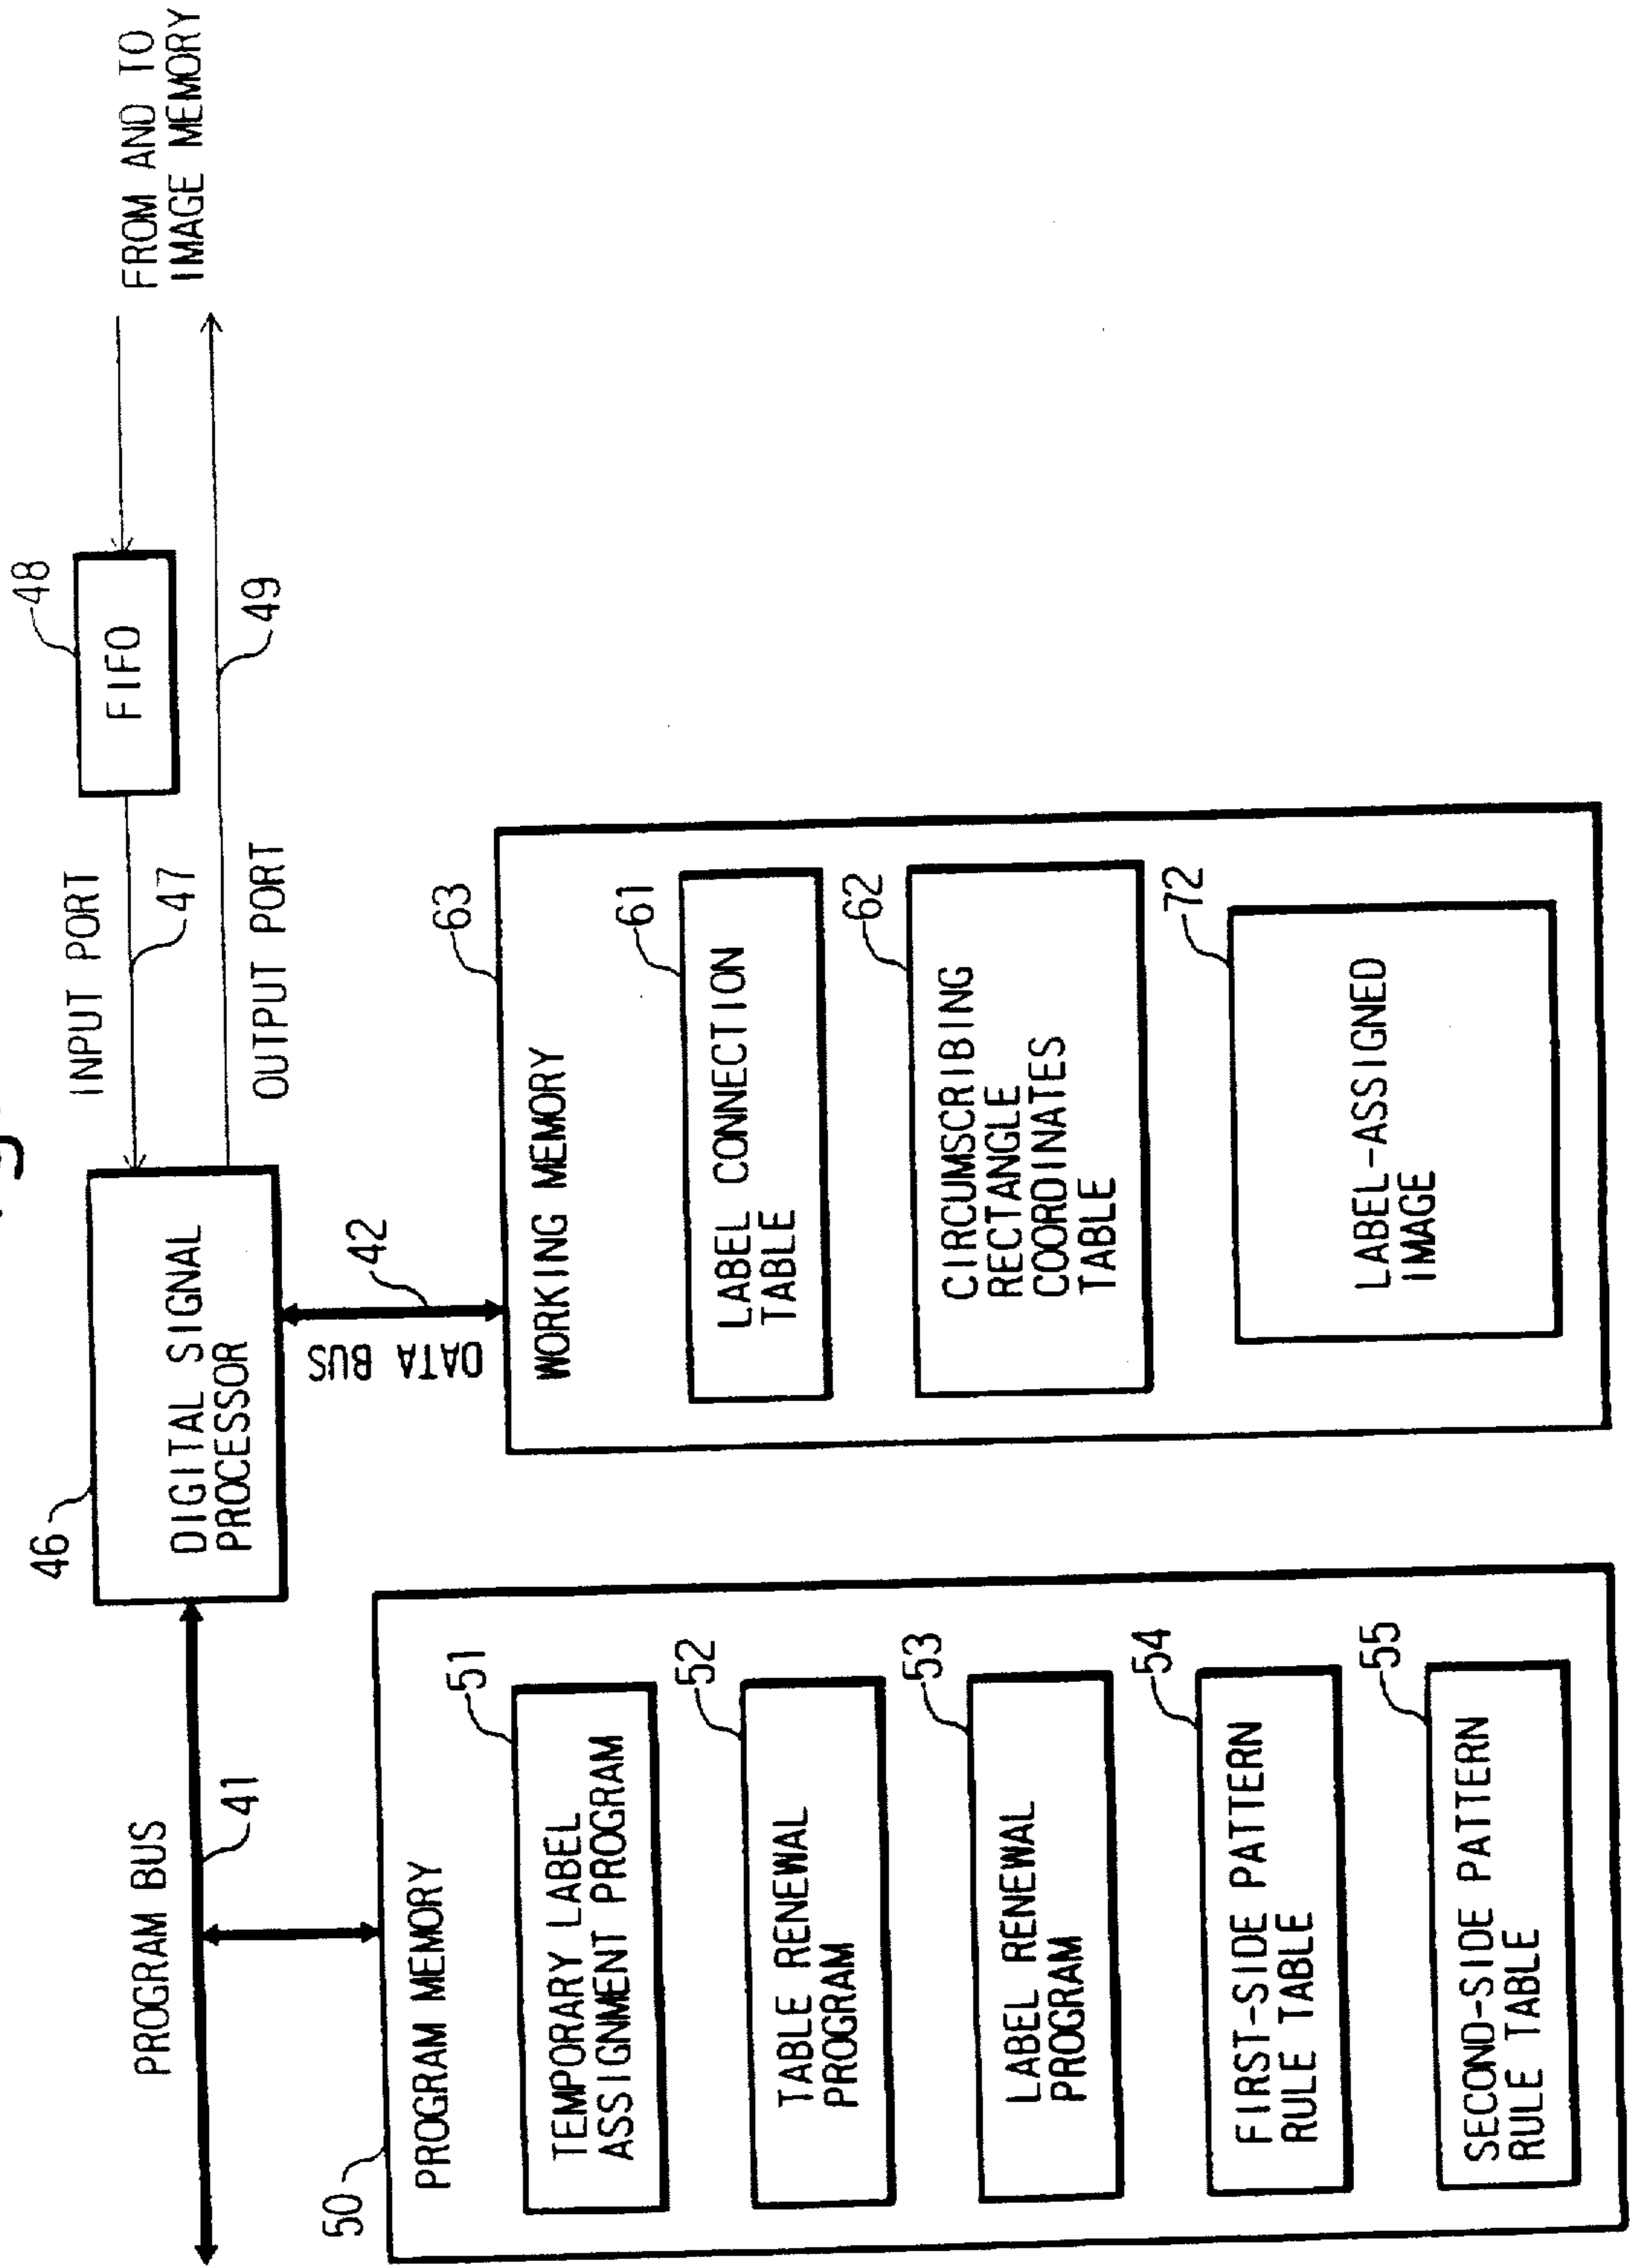 FROM AND TO
IMAGE MEMORY
48
FIFO
INPUT PORT
47
49
OUTPUT PORT
46
DIGITAL SIGNAL
PROCESSOR
PROGRAM BUS
41
DATA BUS
42
50
PROGRAM MEMORY
51
TEMPORARY LABEL
ASSIGNMENT PROGRAM
52
TABLE RENEWAL
PROGRAM
53
LABEL RENEWAL
PROGRAM
54
FIRST-SIDE PATTERN
RULE TABLE
55
SECOND-SIDE PATTERN
RULE TABLE
63
WORKING MEMORY
61
LABEL CONNECTION
TABLE
62
CIRCUMSCRIBING
RECTANGLE
COORDINATES
TABLE
72
LABEL-ASSIGNED
IMAGE